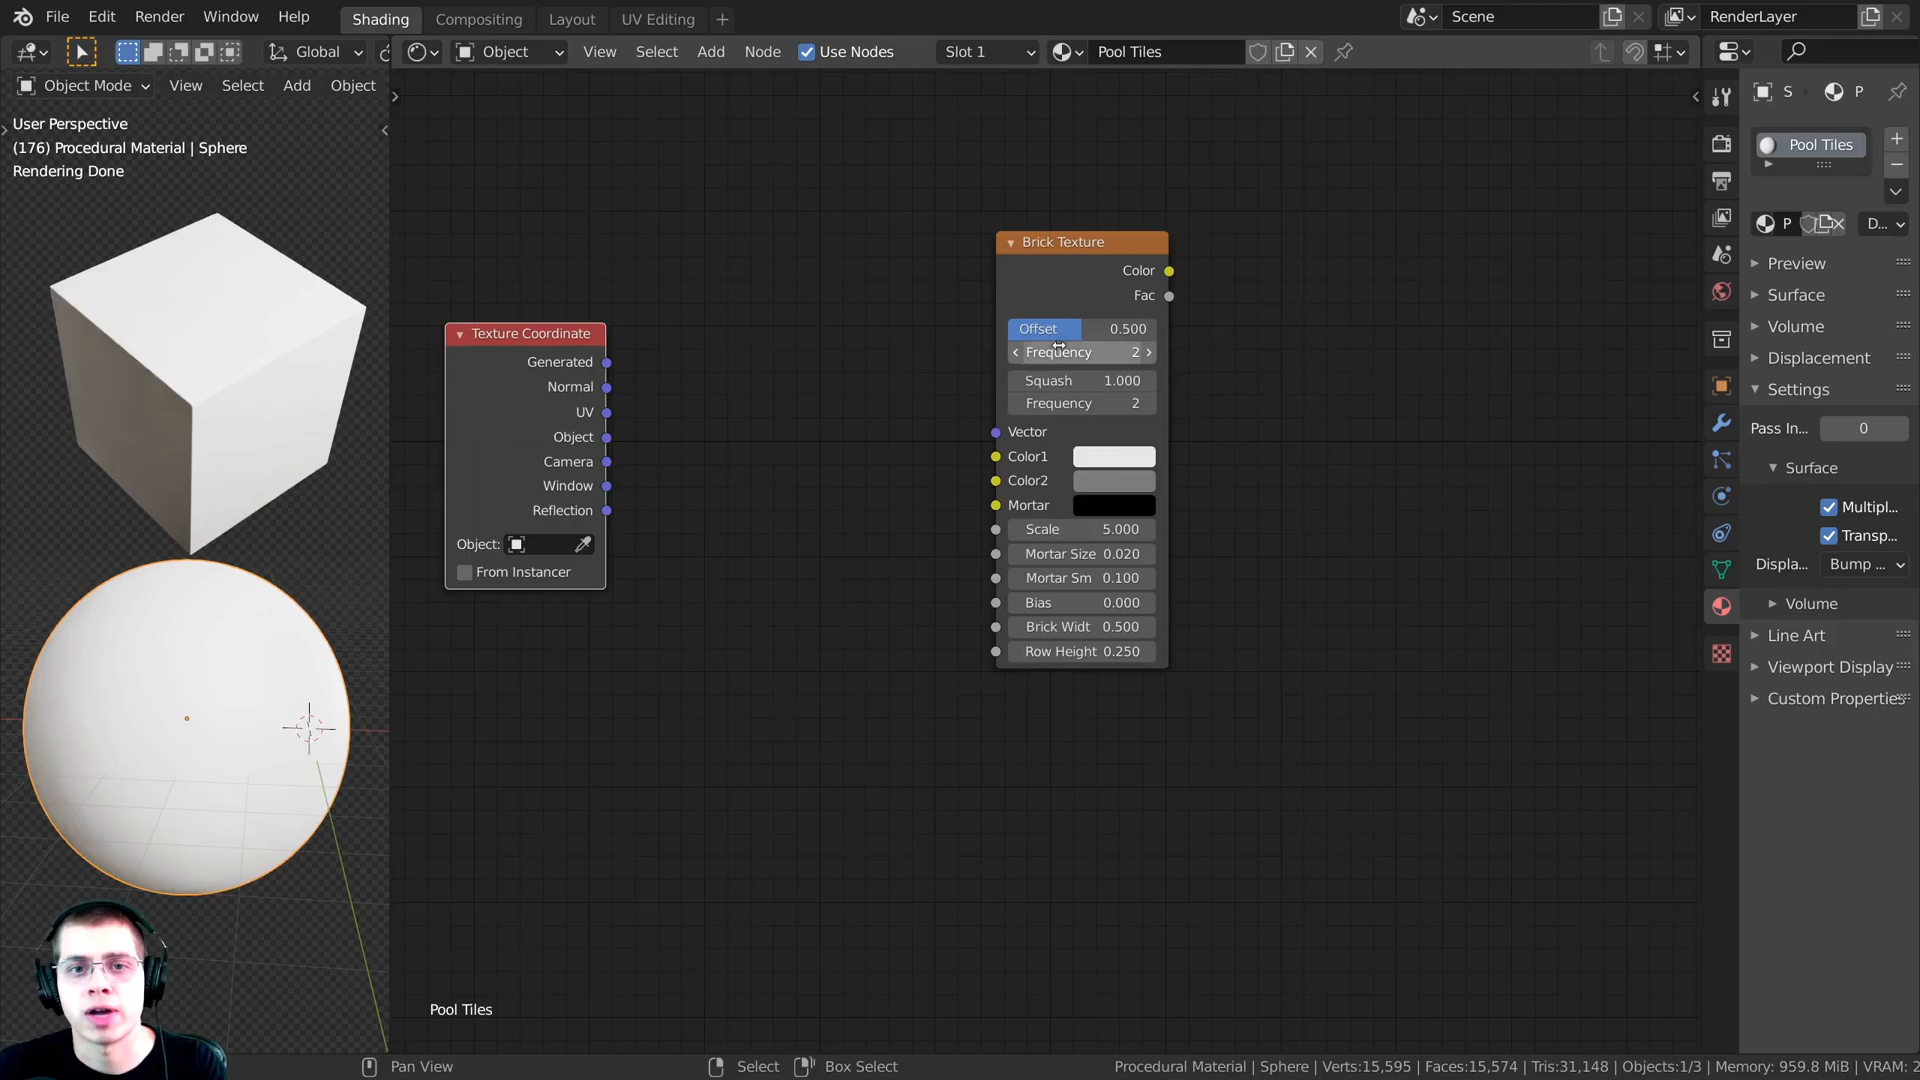 File Edit Render Window Help Shading Compositing Layout UV Editing + Scene RenderLayer
Global Object View Select Add Node Use Nodes Slot 1 Pool Tiles
Object Mode View Select Add Object
User Perspective
(176) Procedural Material | Sphere
Rendering Done
Texture Coordinate
Generated
Normal
UV
Object
Camera
Window
Reflection
Object:
From Instancer
Brick Texture
Color
Fac
Offset 0.500
Frequency 2
Squash 1.000
Frequency 2
Vector
Color1
Color2
Mortar
Scale 5.000
Mortar Size 0.020
Mortar Sm 0.100
Bias 0.000
Brick Widt 0.500
Row Height 0.250
S P
Pool Tiles
P D...
Preview
Surface
Volume
Displacement
Settings
Pass In... 0
Surface
Multipl...
Transp...
Displa... Bump ...
Volume
Line Art
Viewport Display
Custom Properties
Pool Tiles
Pan View Select Box Select Procedural Material | Sphere | Verts:15,595 | Faces:15,574 | Tris:31,148 | Objects:1/3 | Memory: 959.8 MiB | VRAM: 2